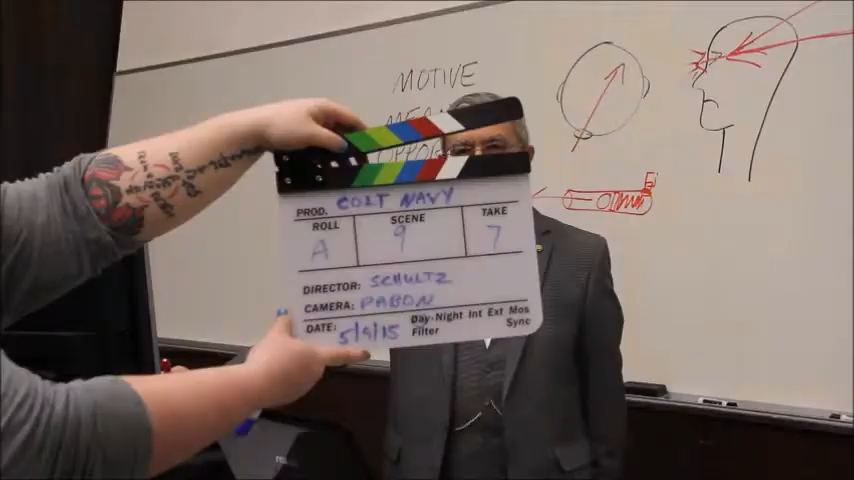 MOTIVE
PROD. COLT NAVY
ROLL SCENE TAKE
A 9 7
DIRECTOR: SCHULTZ
CAMERA: PABON
DATE: 5/9/15 Day·Night Int Ext Mos
Filter Sync